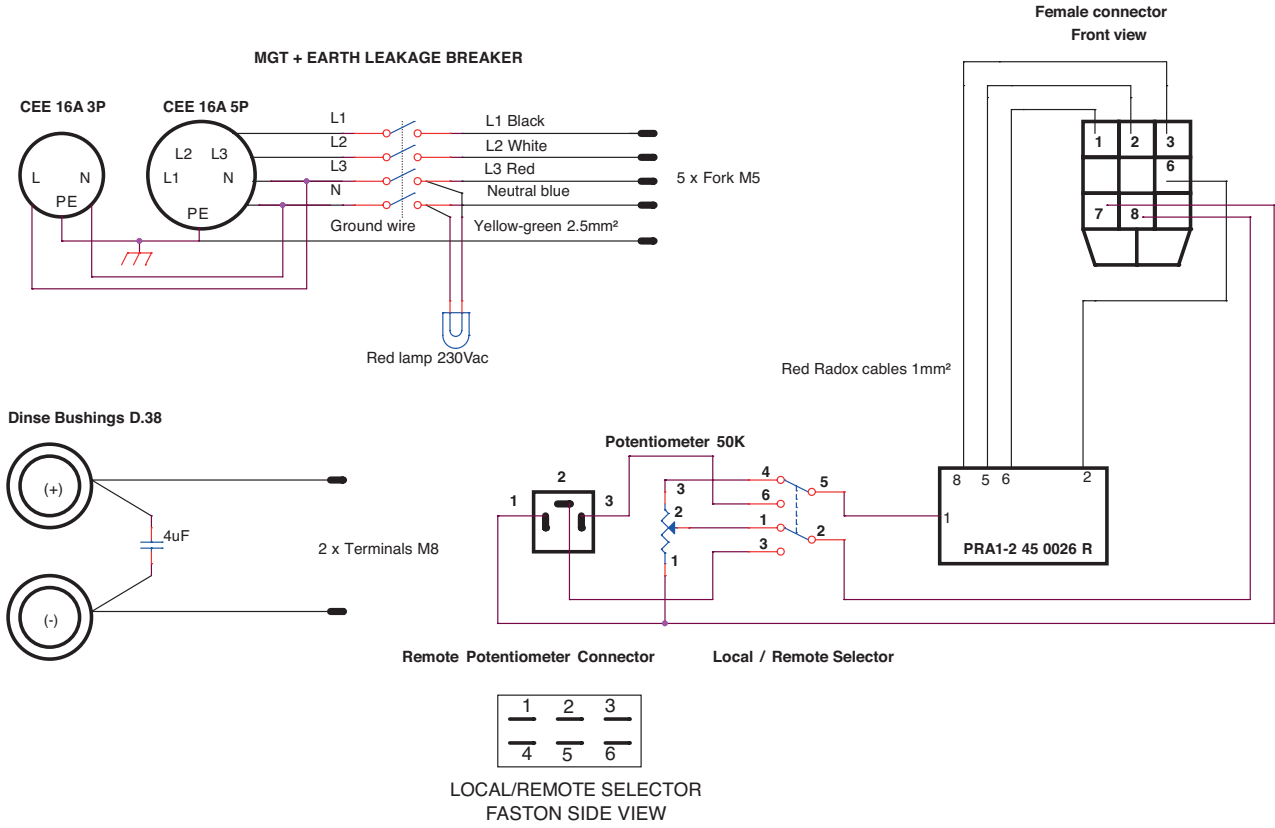 Female connector
Front view
MGT + EARTH LEAKAGE BREAKER
CEE 16A 3P
CEE 16A 5P
L1
L1 Black
L2
L2 White
L3
L3 Red
N
Neutral blue
Ground wire
Yellow-green 2.5mm²
5 x Fork M5
L
N
PE
L2
L3
L1
N
PE
Red lamp 230Vac
1
2
3
6
7
8
Red Radox cables 1mm²
Dinse Bushings D.38
(+)
4uF
2 x Terminals M8
(-)
Potentiometer 50K
2
1
3
3
2
1
4
5
6
1
2
3
8
5
6
2
1
PRA1-2 45 0026 R
Remote Potentiometer Connector
Local / Remote Selector
1 2 3
4 5 6
LOCAL/REMOTE SELECTOR
FASTON SIDE VIEW